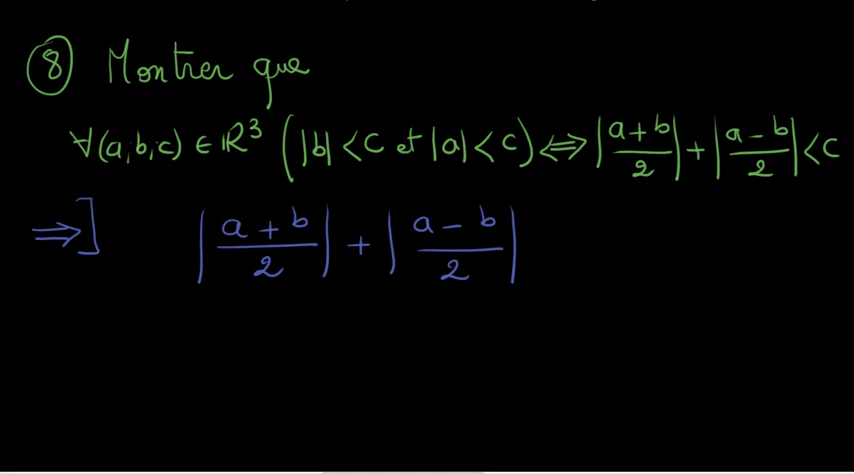 ⑧ Montrer que
∀(a,b,c) ∈ ℝ³ (|b| < c et |a| < c) ⟺ |(a + b)/2| + |(a − b)/2| < c
⟹] |(a + b)/2| + |(a − b)/2|